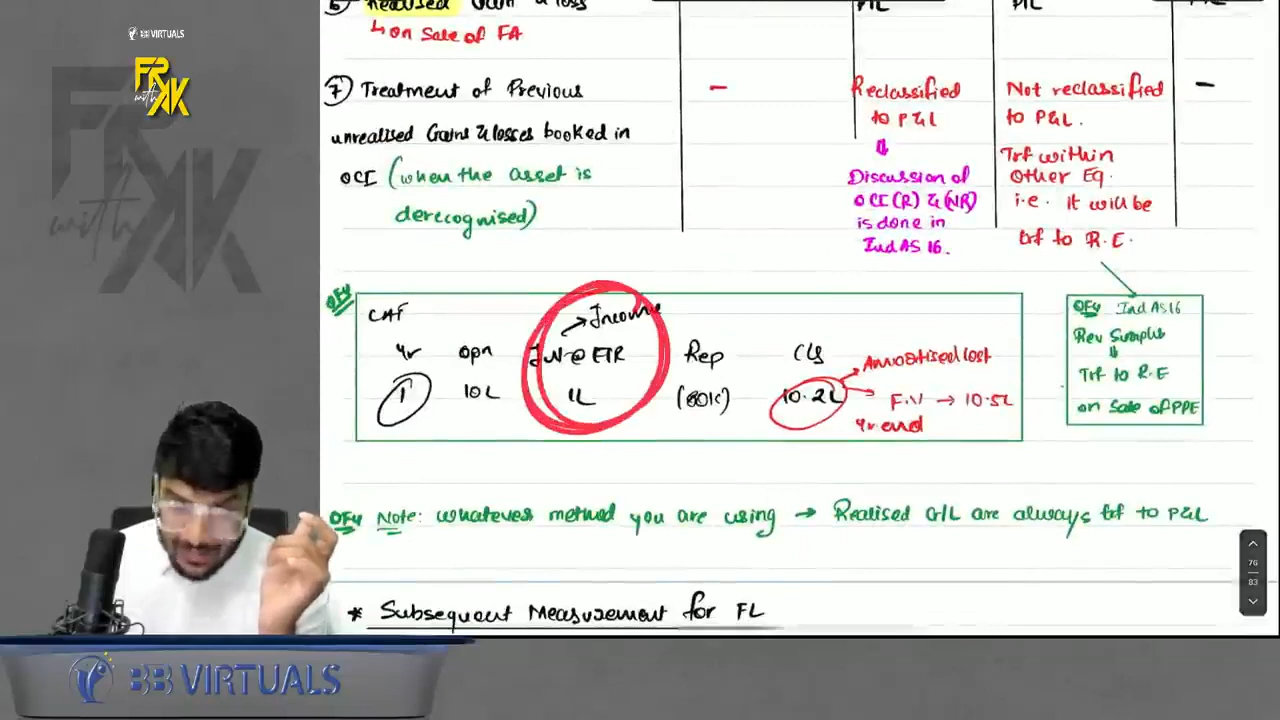 BB VIRTUALS
FR
with
AK
6) Realised Gain & loss
↳ on Sale of FA
P/L
P/L
7) Treatment of Previous
unrealised Gains & losses booked in
OCI (when the asset is
derecognised)
-
Reclassified
to P&L
⇓
Discussion of
OCI(R) & (NR)
is done in
Ind AS 16.
Not reclassified
to P&L.
Trf within
Other Eq.
i.e. it will be
trf to R.E.
-
CAF
→ Income
Yr opn Int @ EIR Rep Cls
1 10L 1L (80K) 10.2L
→ Amortised Cost
→ F.V → 10.5L
Yr end
Ind AS 16
Rev Surplus
⇓
Trf to R.E
on Sale of PPE
Note: Whatever method you are using → Realised G/L are always trf to P&L
* Subsequent Measurement for FL
76
83
BB VIRTUALS